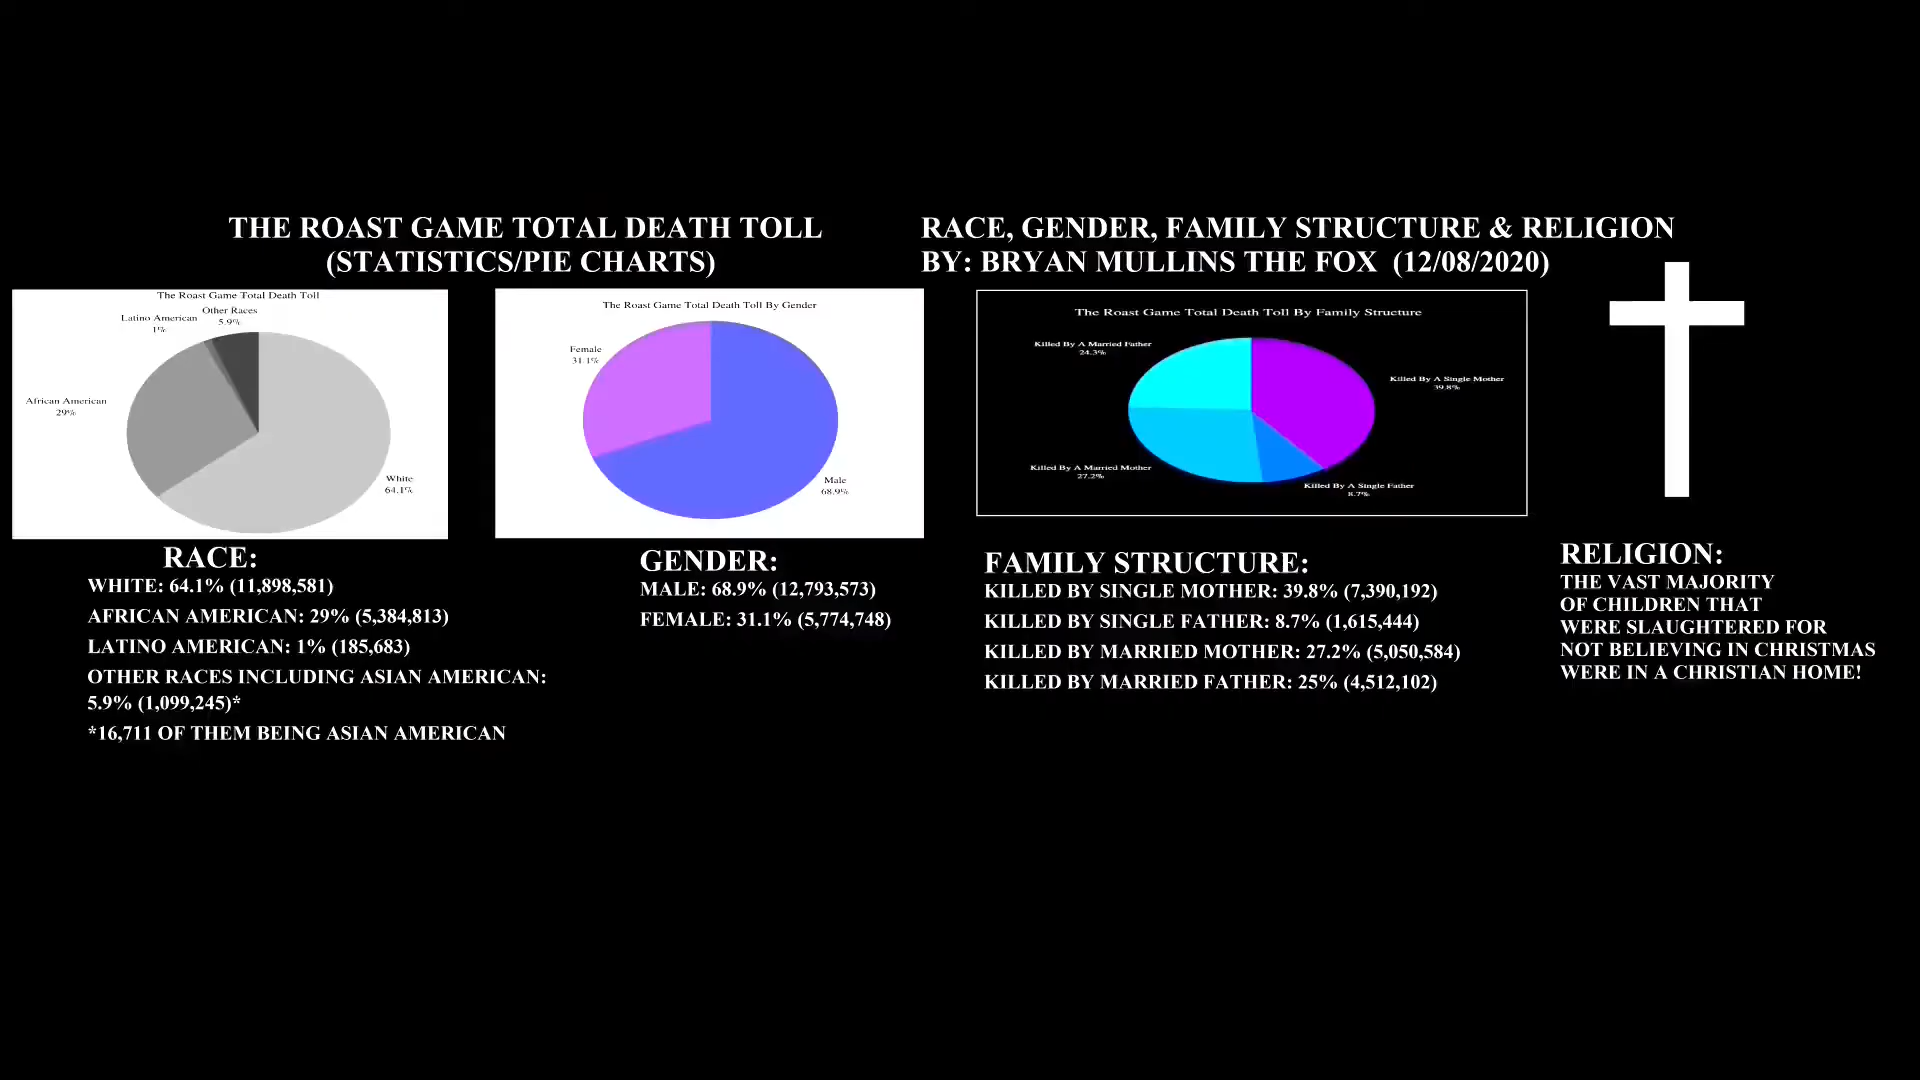 THE ROAST GAME TOTAL DEATH TOLL
(STATISTICS/PIE CHARTS)
RACE, GENDER, FAMILY STRUCTURE & RELIGION
BY: BRYAN MULLINS THE FOX (12/08/2020)
The Roast Game Total Death Toll
Other Races
5.9%
Latino American
1%
African American
29%
White
64.1%
RACE:
WHITE: 64.1% (11,898,581)
AFRICAN AMERICAN: 29% (5,384,813)
LATINO AMERICAN: 1% (185,683)
OTHER RACES INCLUDING ASIAN AMERICAN:
5.9% (1,099,245)*
*16,711 OF THEM BEING ASIAN AMERICAN
The Roast Game Total Death Toll By Gender
Female
31.1%
Male
68.9%
GENDER:
MALE: 68.9% (12,793,573)
FEMALE: 31.1% (5,774,748)
The Roast Game Total Death Toll By Family Structure
Killed By A Married Father
24.3%
Killed By A Single Mother
39.8%
Killed By A Married Mother
27.2%
Killed By A Single Father
8.7%
FAMILY STRUCTURE:
KILLED BY SINGLE MOTHER: 39.8% (7,390,192)
KILLED BY SINGLE FATHER: 8.7% (1,615,444)
KILLED BY MARRIED MOTHER: 27.2% (5,050,584)
KILLED BY MARRIED FATHER: 25% (4,512,102)
RELIGION:
THE VAST MAJORITY
OF CHILDREN THAT
WERE SLAUGHTERED FOR
NOT BELIEVING IN CHRISTMAS
WERE IN A CHRISTIAN HOME!